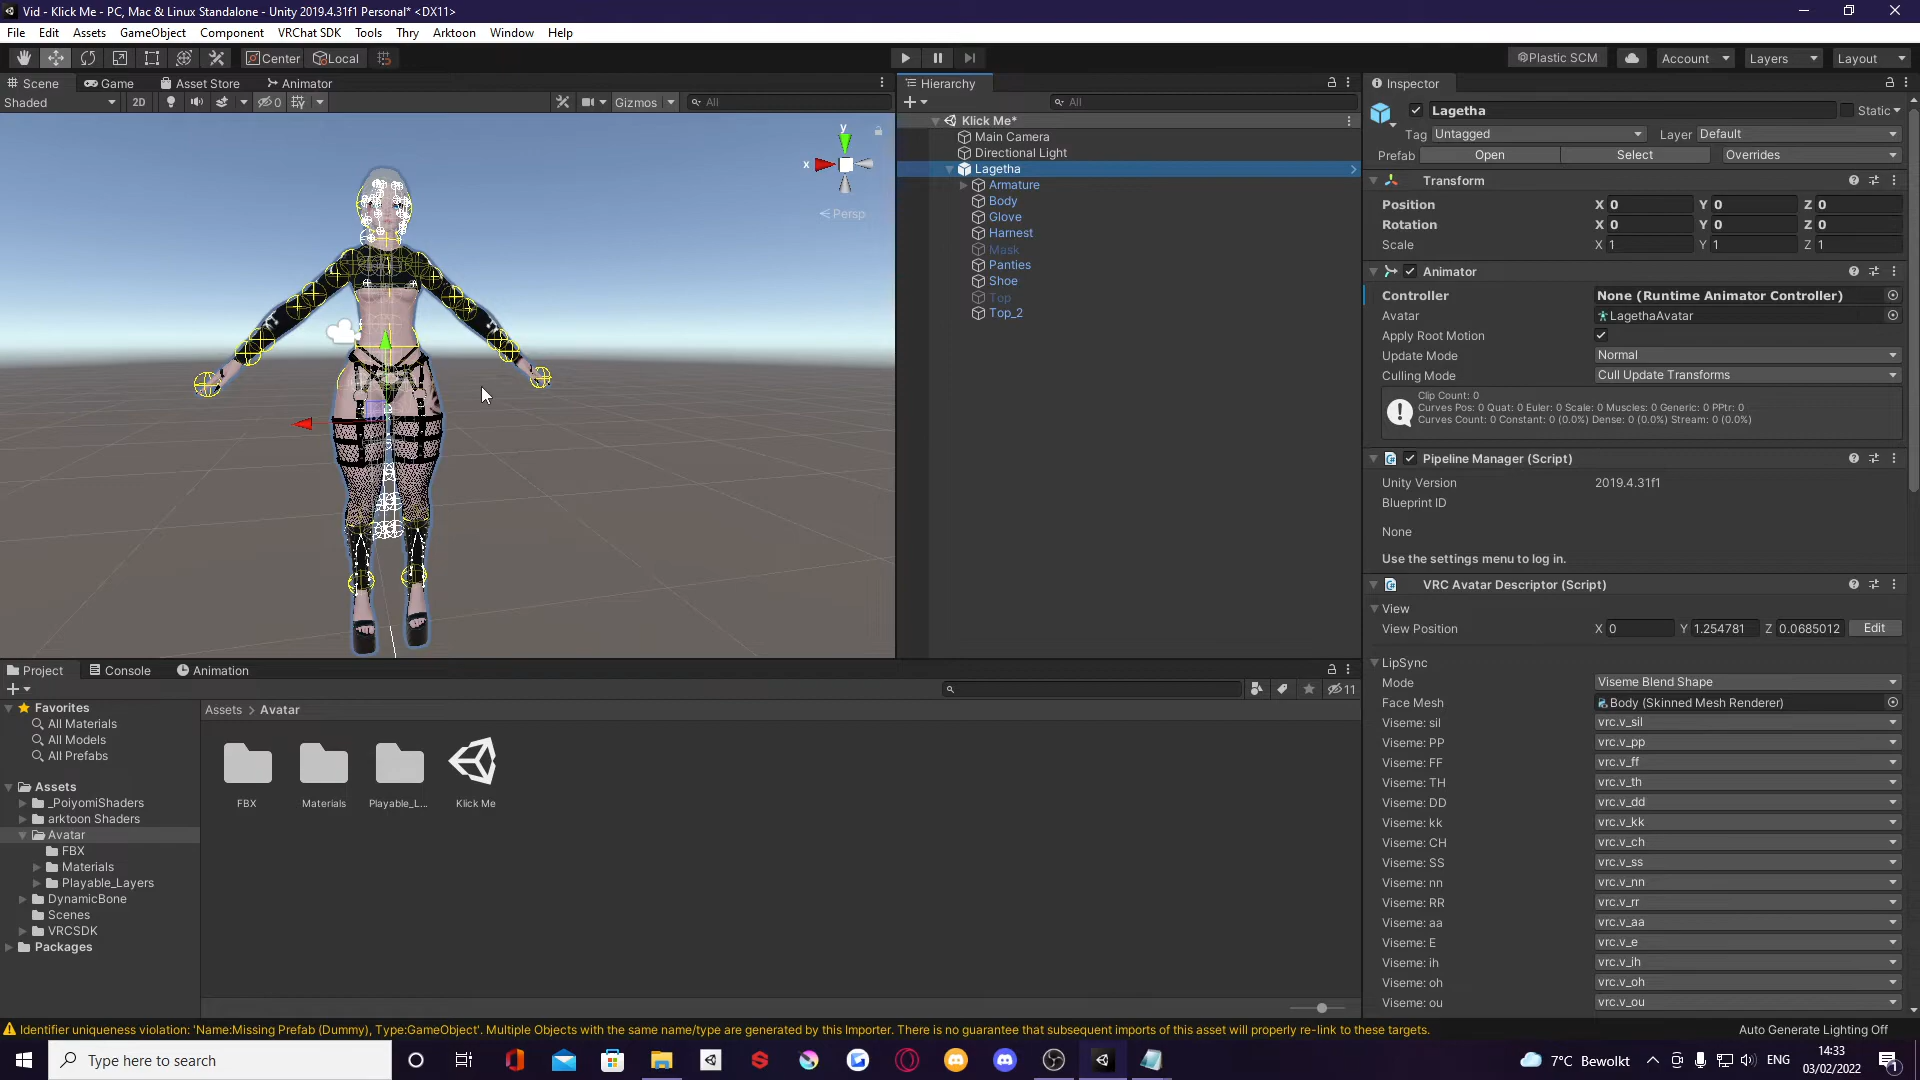 Vid - Klick Me - PC, Mac & Linux Standalone - Unity 2019.4.31f1 Personal* <DX11>
File Edit Assets GameObject Component VRChat SDK Tools Thry Arktoon Window Help
Center Local Plastic SCM Account Layers Layout
Scene Game Asset Store Animator
Shaded 2D 0 Gizmos All
y
x
Persp
Hierarchy
All
Klick Me*
Main Camera
Directional Light
Lagetha
Armature
Body
Glove
Harnest
Mask
Panties
Shoe
Top
Top_2
Inspector
Lagetha Static
Tag Untagged Layer Default
Prefab Open Select Overrides
Transform
Position X 0 Y 0 Z 0
Rotation X 0 Y 0 Z 0
Scale X 1 Y 1 Z 1
Animator
Controller None (Runtime Animator Controller)
Avatar LagethaAvatar
Apply Root Motion
Update Mode Normal
Culling Mode Cull Update Transforms
Clip Count: 0
Curves Pos: 0 Quat: 0 Euler: 0 Scale: 0 Muscles: 0 Generic: 0 PPtr: 0
Curves Count: 0 Constant: 0 (0.0%) Dense: 0 (0.0%) Stream: 0 (0.0%)
Pipeline Manager (Script)
Unity Version 2019.4.31f1
Blueprint ID
None
Use the settings menu to log in.
VRC Avatar Descriptor (Script)
View
View Position X 0 Y 1.254781 Z 0.0685012 Edit
LipSync
Mode Viseme Blend Shape
Face Mesh Body (Skinned Mesh Renderer)
Viseme: sil vrc.v_sil
Viseme: PP vrc.v_pp
Viseme: FF vrc.v_ff
Viseme: TH vrc.v_th
Viseme: DD vrc.v_dd
Viseme: kk vrc.v_kk
Viseme: CH vrc.v_ch
Viseme: SS vrc.v_ss
Viseme: nn vrc.v_nn
Viseme: RR vrc.v_rr
Viseme: aa vrc.v_aa
Viseme: E vrc.v_e
Viseme: ih vrc.v_ih
Viseme: oh vrc.v_oh
Viseme: ou vrc.v_ou
Project Console Animation
11
Favorites
All Materials
All Models
All Prefabs
Assets
_PoiyomiShaders
arktoon Shaders
Avatar
FBX
Materials
Playable_Layers
DynamicBone
Scenes
VRCSDK
Packages
Assets > Avatar
FBX Materials Playable_L... Klick Me
Identifier uniqueness violation: 'Name:Missing Prefab (Dummy), Type:GameObject'. Multiple Objects with the same name/type are generated by this Importer. There is no guarantee that subsequent imports of this asset will properly re-link to these targets.
Auto Generate Lighting Off
Type here to search
7°C Bewolkt ENG
14:33
03/02/2022
1